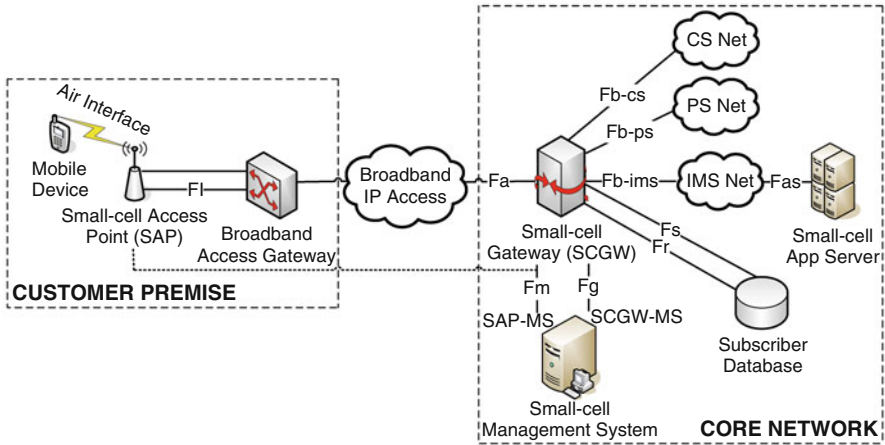 Air Interface
Mobile
Device
Fl
Small-cell Access
Point (SAP)
Broadband
Access Gateway
CUSTOMER PREMISE
Broadband
IP Access
Fa
CS Net
Fb-cs
PS Net
Fb-ps
Fb-ims
IMS Net
Fas
Small-cell
App Server
Small-cell
Gateway (SCGW)
Fs
Fr
Fm
Fg
SAP-MS
SCGW-MS
Subscriber
Database
Small-cell
Management System
CORE NETWORK